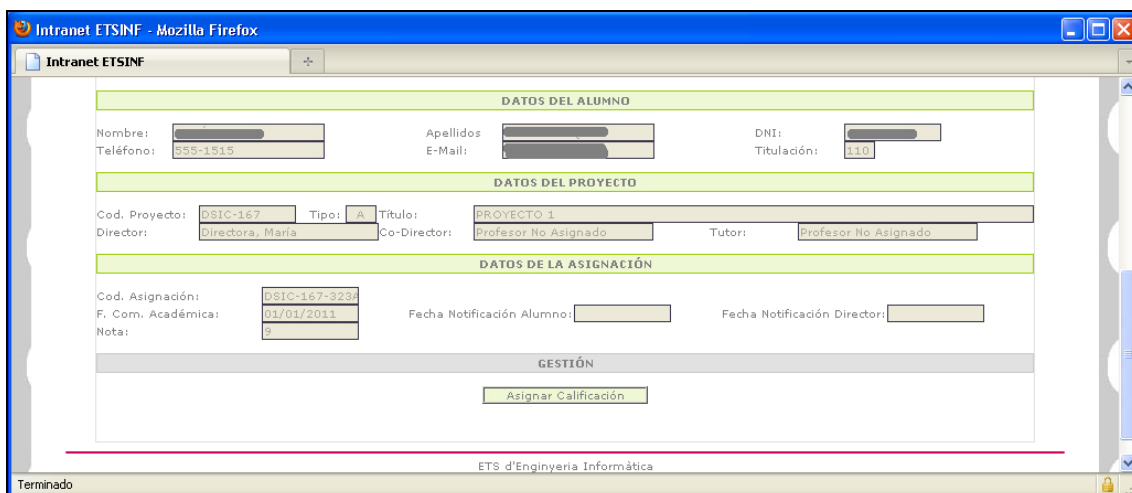 Intranet ETSINF - Mozilla Firefox
Intranet ETSINF
DATOS DEL ALUMNO
Nombre: Apellidos DNI:
Teléfono: 555-1515 E-Mail: Titulación: 110
DATOS DEL PROYECTO
Cod. Proyecto: DSIC-167 Tipo: A Título: PROYECTO 1
Director: Directora, María Co-Director: Profesor No Asignado Tutor: Profesor No Asignado
DATOS DE LA ASIGNACIÓN
Cod. Asignación: DSIC-167-323A
F. Com. Académica: 01/01/2011 Fecha Notificación Alumno: Fecha Notificación Director:
Nota: 9
GESTIÓN
Asignar Calificación
ETS d'Enginyeria Informàtica
Terminado